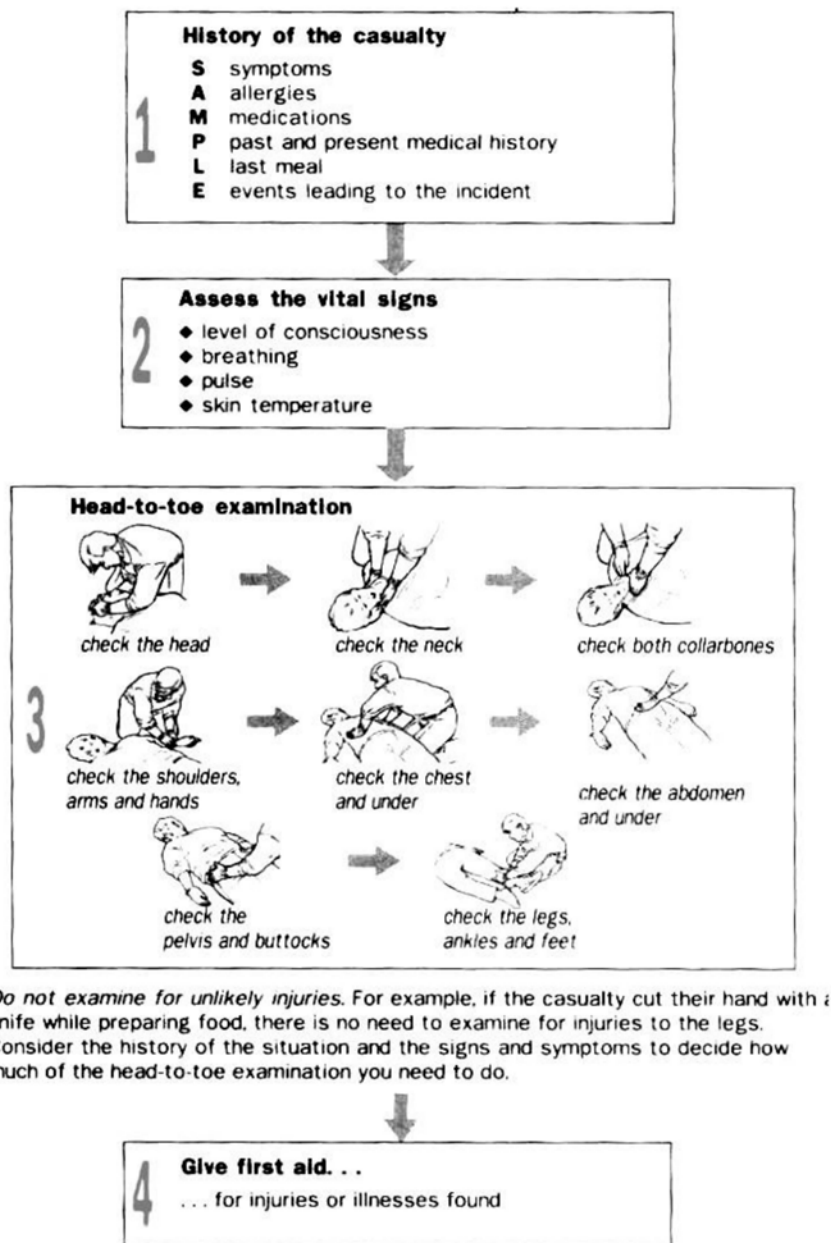 1
History of the casualty
S symptoms
A allergies
M medications
P past and present medical history
L last meal
E events leading to the incident
2
Assess the vital signs
◆ level of consciousness
◆ breathing
◆ pulse
◆ skin temperature
3
Head-to-toe examination
check the head
check the neck
check both collarbones
check the shoulders,
arms and hands
check the chest
and under
check the abdomen
and under
check the
pelvis and buttocks
check the legs,
ankles and feet
o not examine for unlikely injuries. For example, if the casualty cut their hand with
nife while preparing food, there is no need to examine for injuries to the legs.
onsider the history of the situation and the signs and symptoms to decide how
uch of the head-to-toe examination you need to do.
4
Give first aid. . .
. . . for injuries or illnesses found